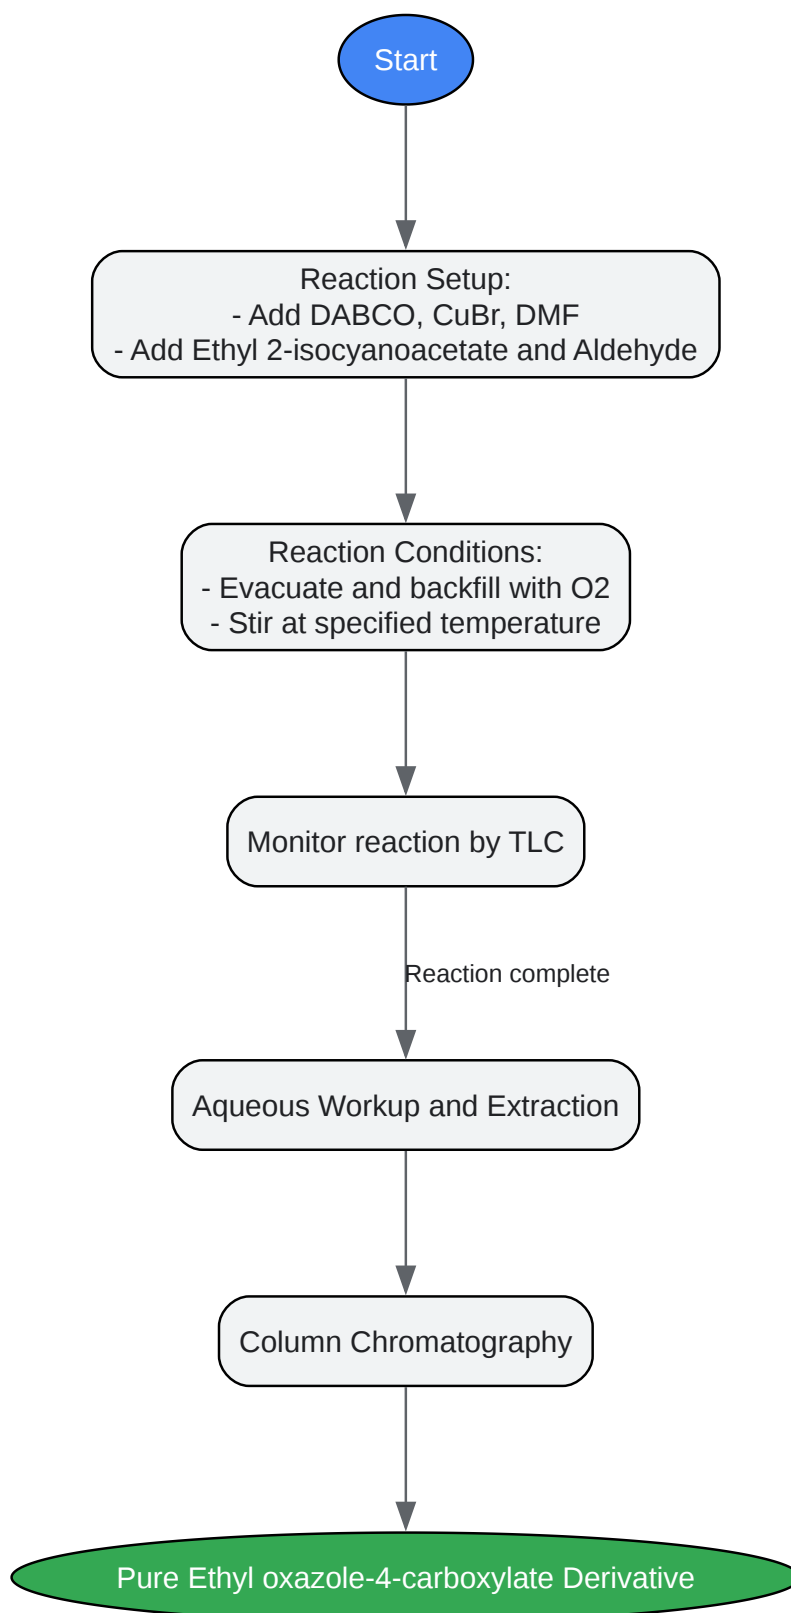 Start
Reaction Setup:
- Add DABCO, CuBr, DMF
- Add Ethyl 2-isocyanoacetate and Aldehyde
Reaction Conditions:
- Evacuate and backfill with O2
- Stir at specified temperature
Monitor reaction by TLC
Reaction complete
Aqueous Workup and Extraction
Column Chromatography
Pure Ethyl oxazole-4-carboxylate Derivative